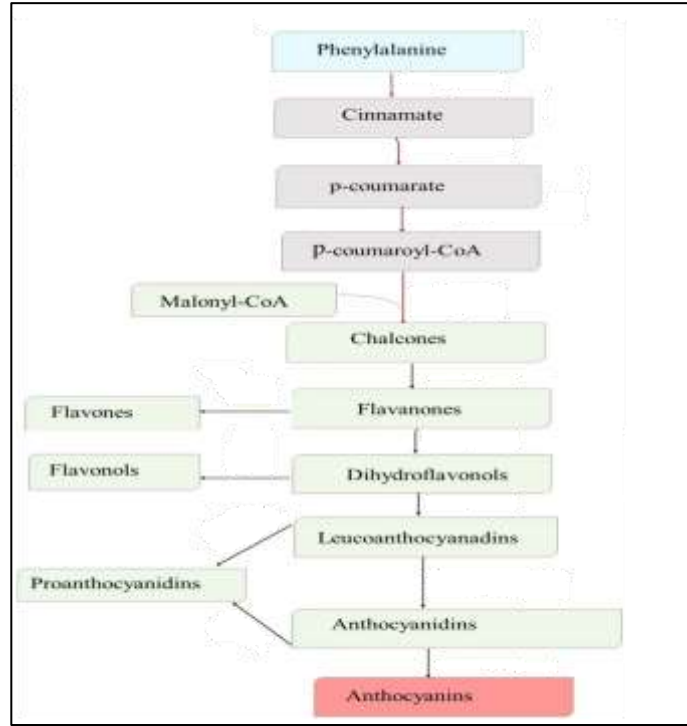 Phenylalanine
Cinnamate
p-coumarate
p-coumaroyl-CoA
Malonyl-CoA
Chalcones
Flavones
Flavanones
Flavonols
Dihydroflavonols
Leucoanthocyanadins
Proanthocyanidins
Anthocyanidins
Anthocyanins